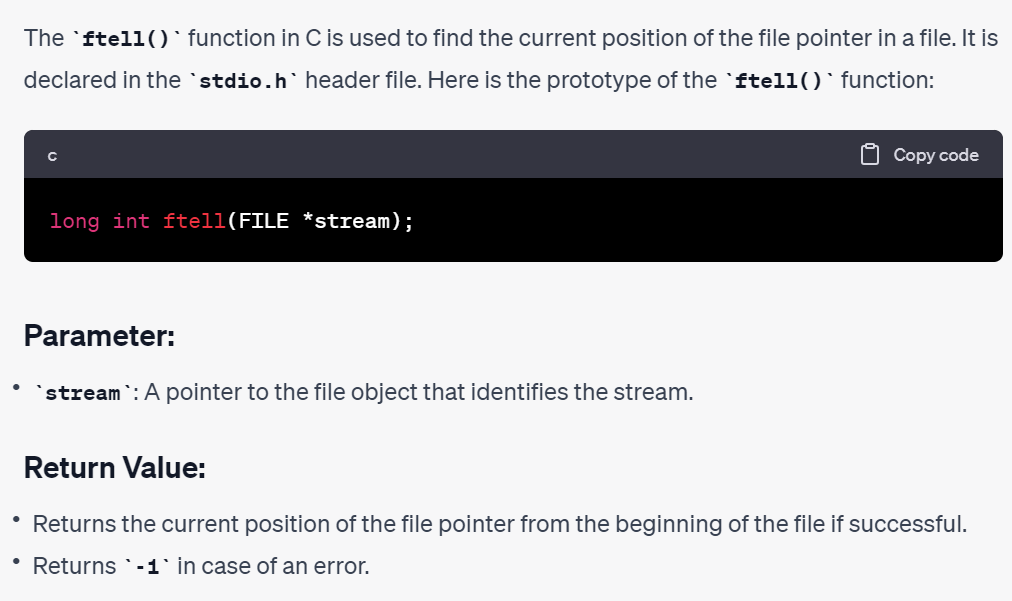 The `ftell()` function in C is used to find the current position of the file pointer in a file. It is
declared in the `stdio.h` header file. Here is the prototype of the `ftell()` function:
c
Copy code
long int ftell(FILE *stream);
Parameter:
• `stream`: A pointer to the file object that identifies the stream.
Return Value:
• Returns the current position of the file pointer from the beginning of the file if successful.
• Returns `-1` in case of an error.